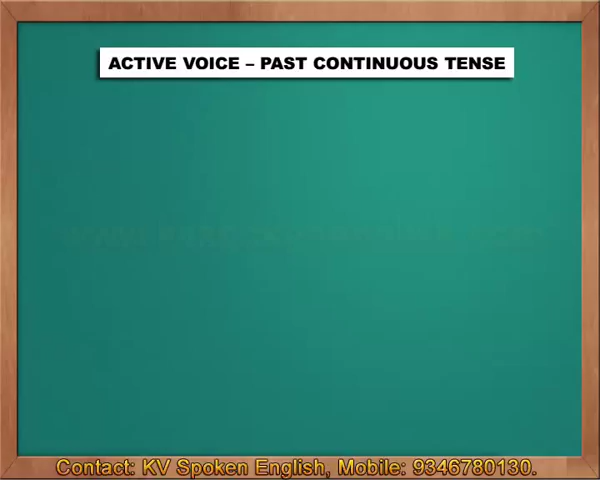 ACTIVE VOICE – PAST CONTINUOUS TENSE
Contact: KV Spoken English, Mobile: 9346780130.